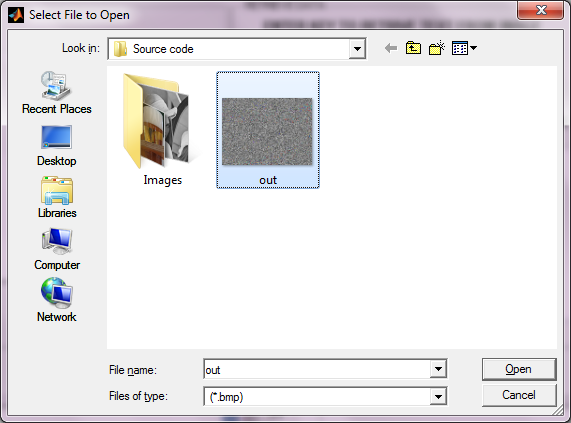 Select File to Open
Look in:
Source code
Recent Places
Desktop
Libraries
Computer
Network
Images
out
File name:
out
Open
Files of type:
(*.bmp)
Cancel